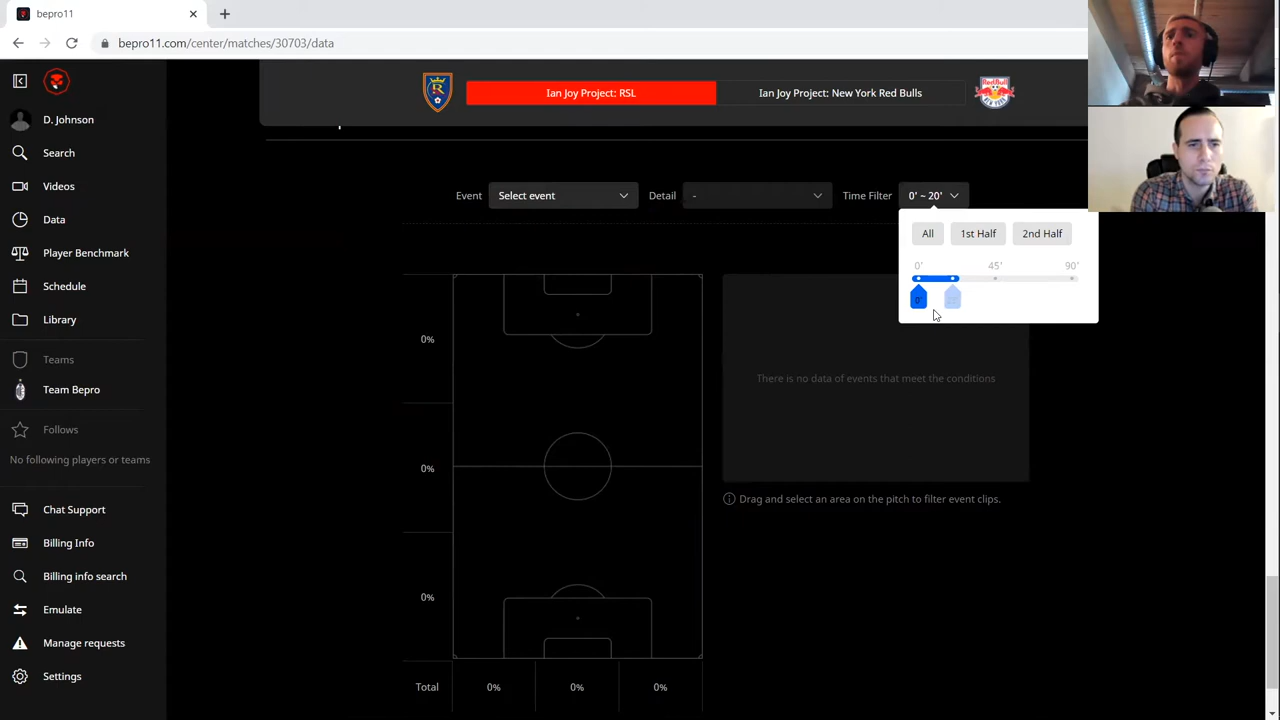 bepro11
bepro11.com/center/matches/30703/data
Ian Joy Project: RSL
Ian Joy Project: New York Red Bulls
D. Johnson
Search
Videos
Data
Player Benchmark
Schedule
Library
Teams
Team Bepro
Follows
No following players or teams
Chat Support
Billing Info
Billing info search
Emulate
Manage requests
Settings
Event
Select event
Detail
-
Time Filter
0' ~ 20'
All
1st Half
2nd Half
0'
45'
90'
0'
0%
0%
0%
There is no data of events that meet the conditions
Drag and select an area on the pitch to filter event clips.
Total
0%
0%
0%